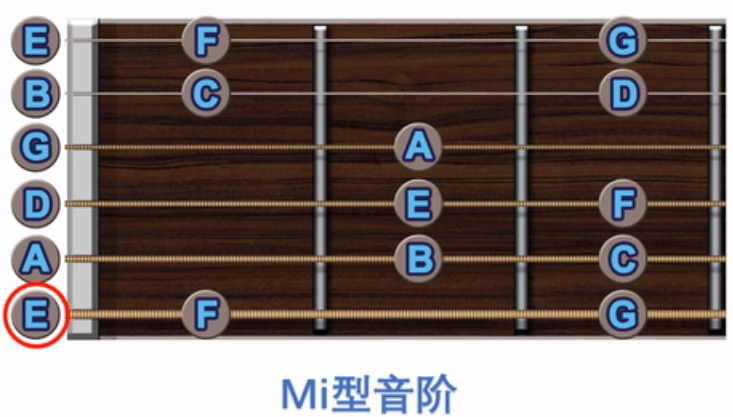 E F G
B C D
G A
D E F
A B C
E F G
Mi型音阶